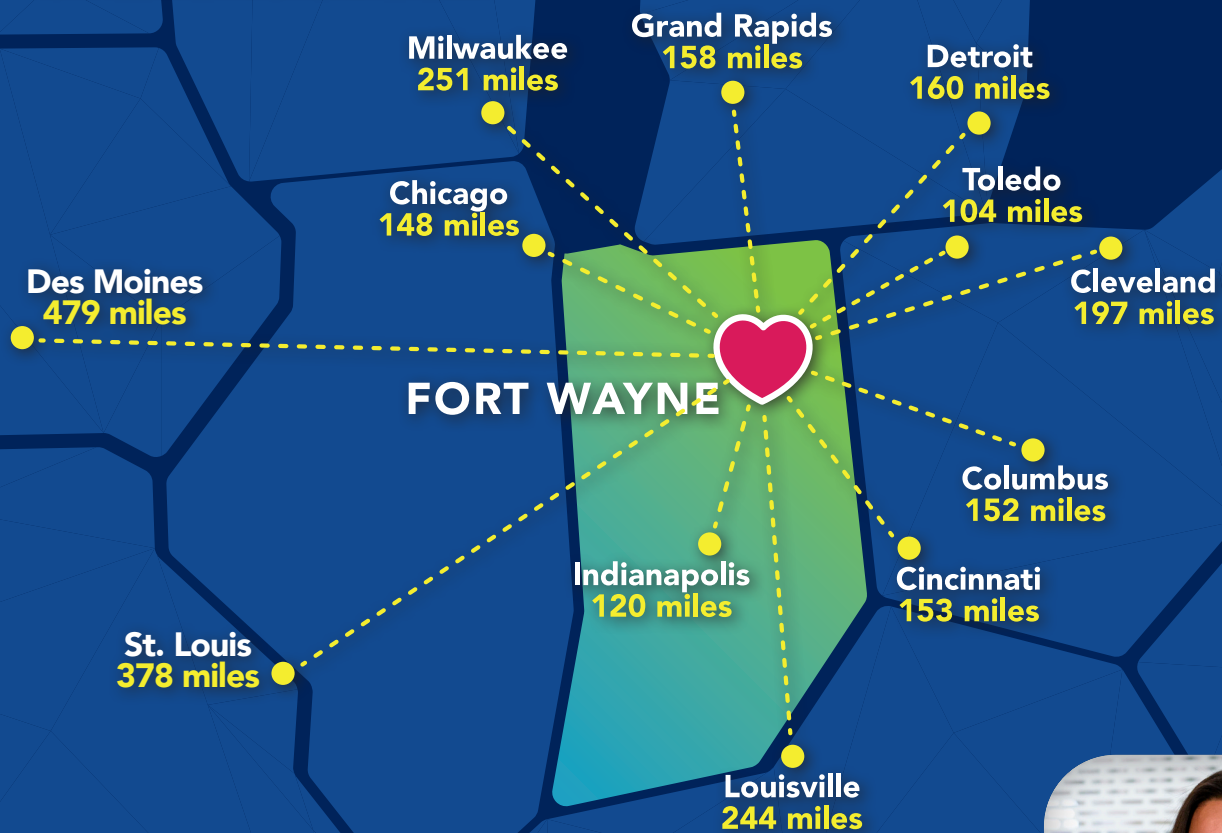 Grand Rapids
158 miles
Milwaukee
251 miles
Detroit
160 miles
Toledo
104 miles
Chicago
148 miles
Des Moines
479 miles
Cleveland
197 miles
FORT WAYNE
Columbus
152 miles
Indianapolis
120 miles
Cincinnati
153 miles
St. Louis
378 miles
Louisville
244 miles